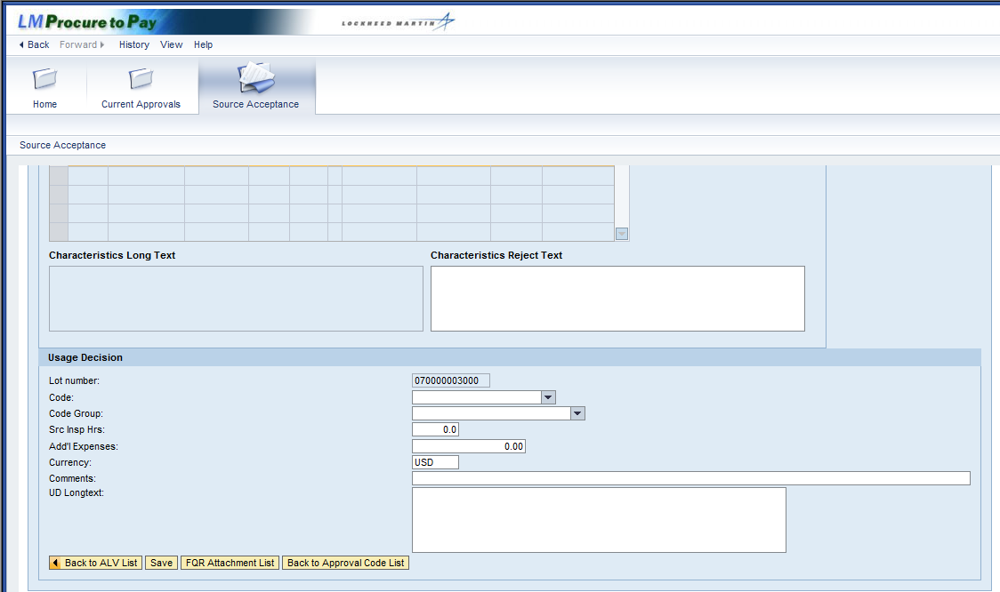 LM Procure to Pay
LOCKHEED MARTIN
Back Forward History View Help
Home Current Approvals Source Acceptance
Source Acceptance
Characteristics Long Text Characteristics Reject Text
Usage Decision
Lot number: 070000003000
Code:
Code Group:
Src Insp Hrs: 0.0
Add'l Expenses: 0.00
Currency: USD
Comments:
UD Longtext:
Back to ALV List Save FQR Attachment List Back to Approval Code List